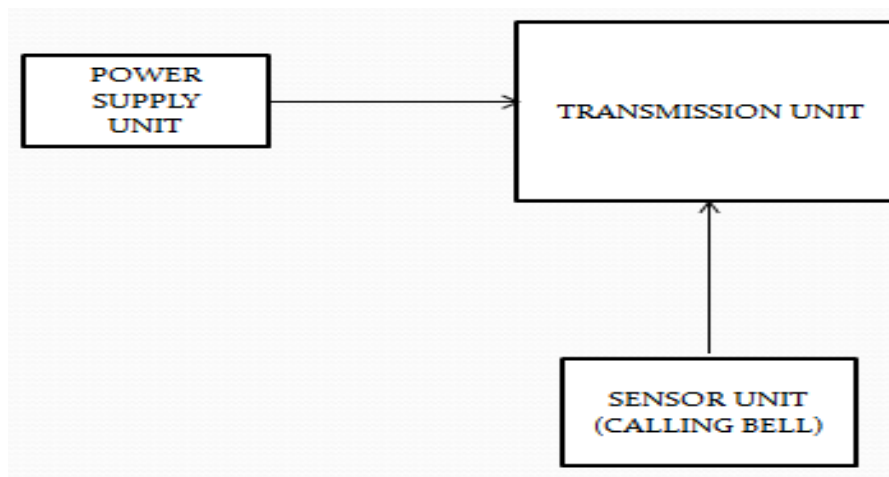 POWER
SUPPLY
UNIT
TRANSMISSION UNIT
SENSOR UNIT
(CALLING BELL)